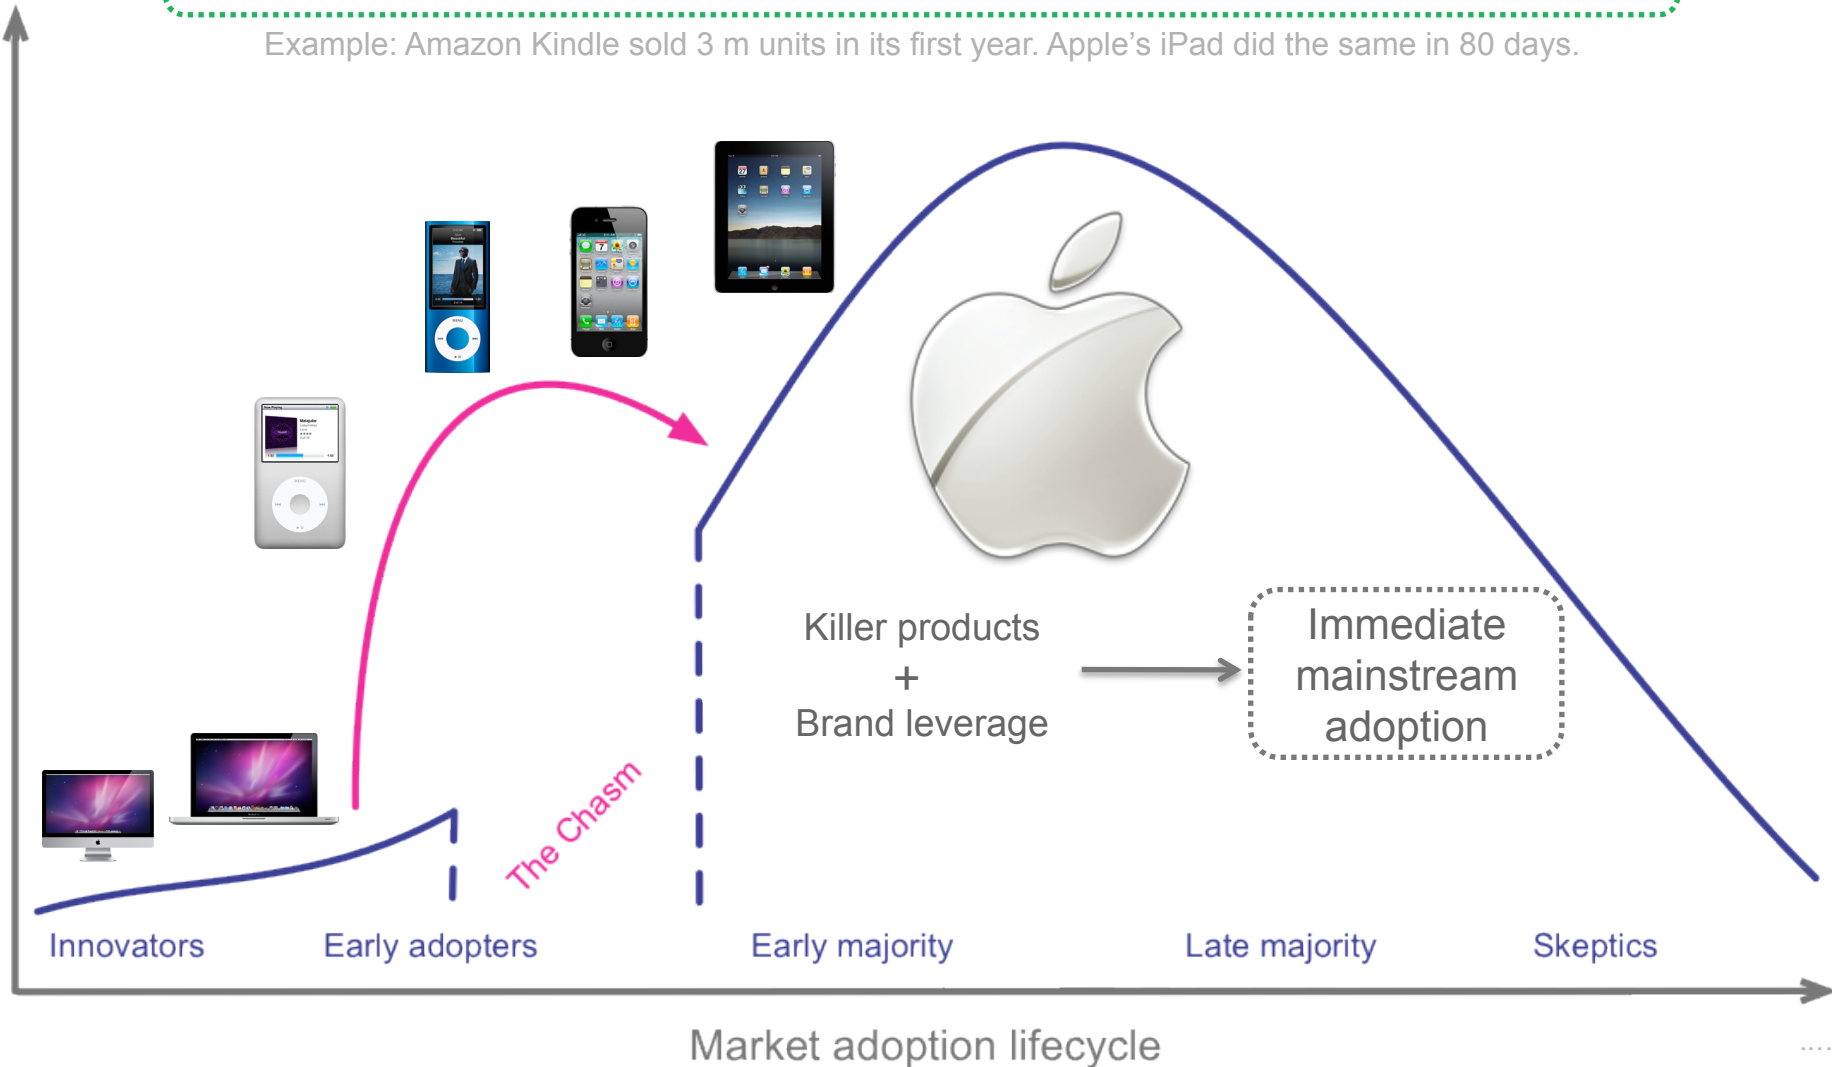 Example: Amazon Kindle sold 3 m units in its first year. Apple’s iPad did the same in 80 days.
Killer products
+
Brand leverage
Immediate
mainstream
adoption
The Chasm
Innovators
Early adopters
Early majority
Late majority
Skeptics
Market adoption lifecycle
....